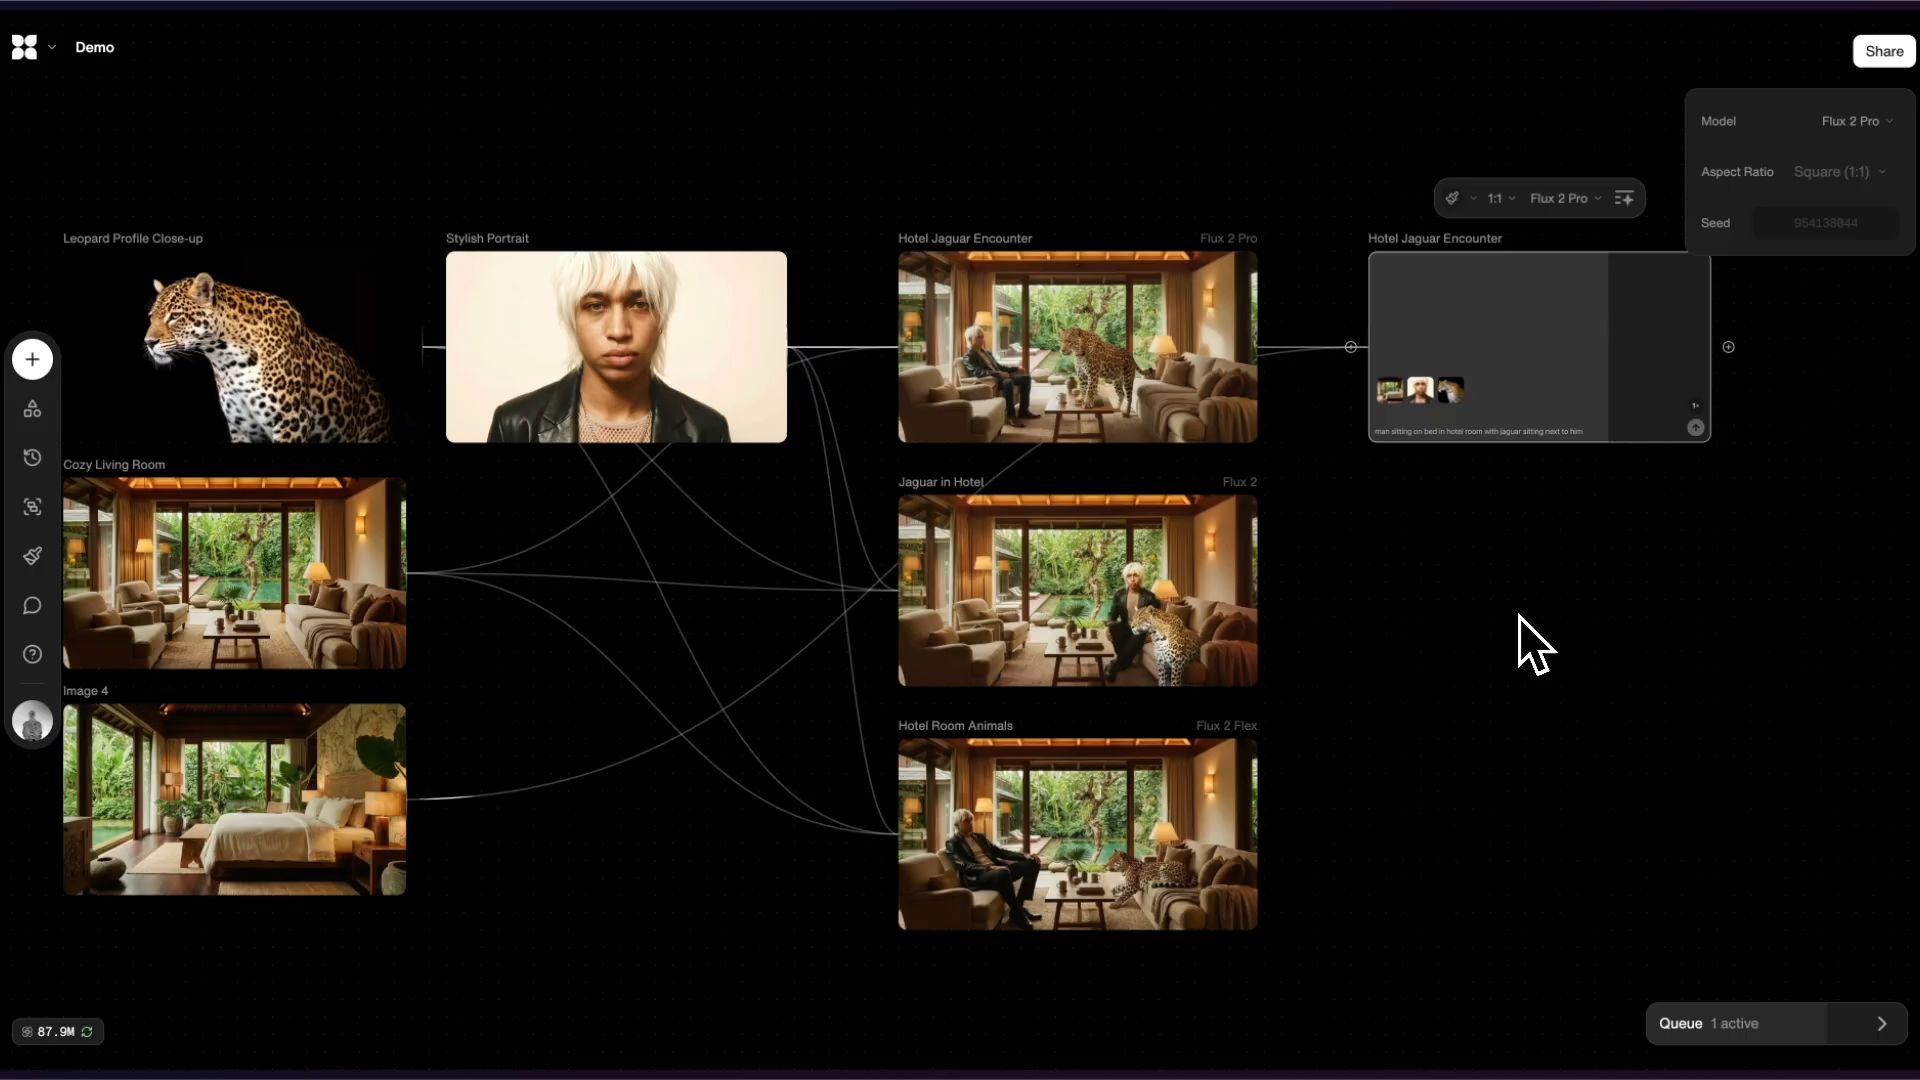 Demo
Share
Model Flux 2 Pro
Aspect Ratio Square (1:1)
Seed 954138044
1:1 Flux 2 Pro
Leopard Profile Close-up
Stylish Portrait
Hotel Jaguar Encounter Flux 2 Pro
Hotel Jaguar Encounter
1×
man sitting on bed in hotel room with jaguar sitting next to him
Cozy Living Room
Jaguar in Hotel Flux 2
Image 4
Hotel Room Animals Flux 2 Flex
87.9M
Queue 1 active